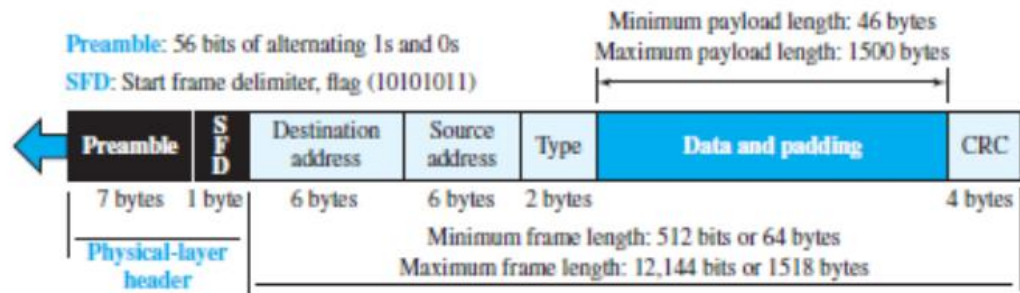 Minimum payload length: 46 bytes
Preamble: 56 bits of alternating 1s and 0s
Maximum payload length: 1500 bytes
SFD: Start frame delimiter, flag (10101011)
Preamble
S
F
D
Destination
address
Source
address
Type
Data and padding
CRC
7 bytes 1 byte 6 bytes 6 bytes 2 bytes 4 bytes
Physical-layer
header
Minimum frame length: 512 bits or 64 bytes
Maximum frame length: 12,144 bits or 1518 bytes